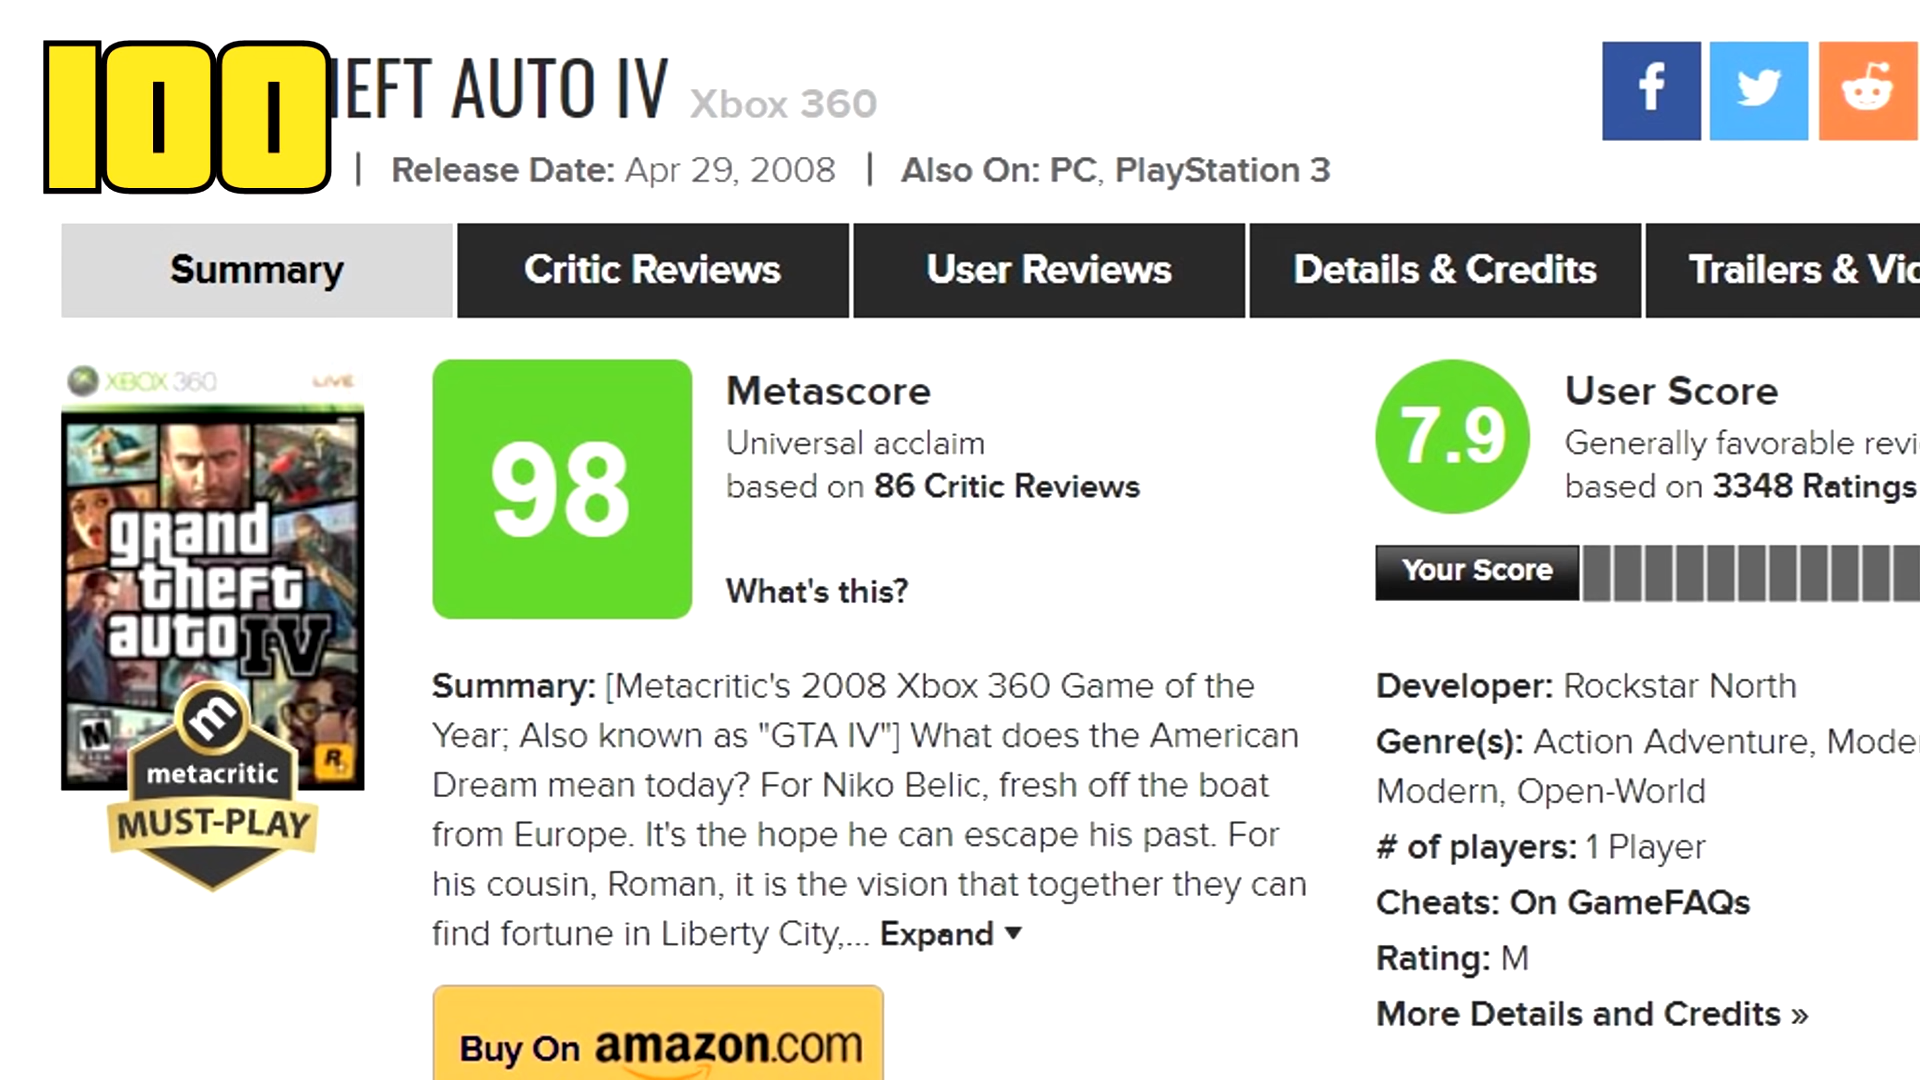 100
HEFT AUTO IV Xbox 360
| Release Date: Apr 29, 2008 | Also On: PC, PlayStation 3
Summary Critic Reviews User Reviews Details & Credits Trailers & Vid
XBOX 360 LIVE
grand
theft
auto IV
M
R
m
metacritic
MUST-PLAY
98
Metascore
Universal acclaim
based on 86 Critic Reviews
What's this?
7.9
User Score
Generally favorable revi
based on 3348 Ratings
Your Score
Summary: [Metacritic's 2008 Xbox 360 Game of the
Year; Also known as "GTA IV"] What does the American
Dream mean today? For Niko Belic, fresh off the boat
from Europe. It's the hope he can escape his past. For
his cousin, Roman, it is the vision that together they can
find fortune in Liberty City,... Expand ▼
Buy On amazon.com
Developer: Rockstar North
Genre(s): Action Adventure, Moder
Modern, Open-World
# of players: 1 Player
Cheats: On GameFAQs
Rating: M
More Details and Credits »